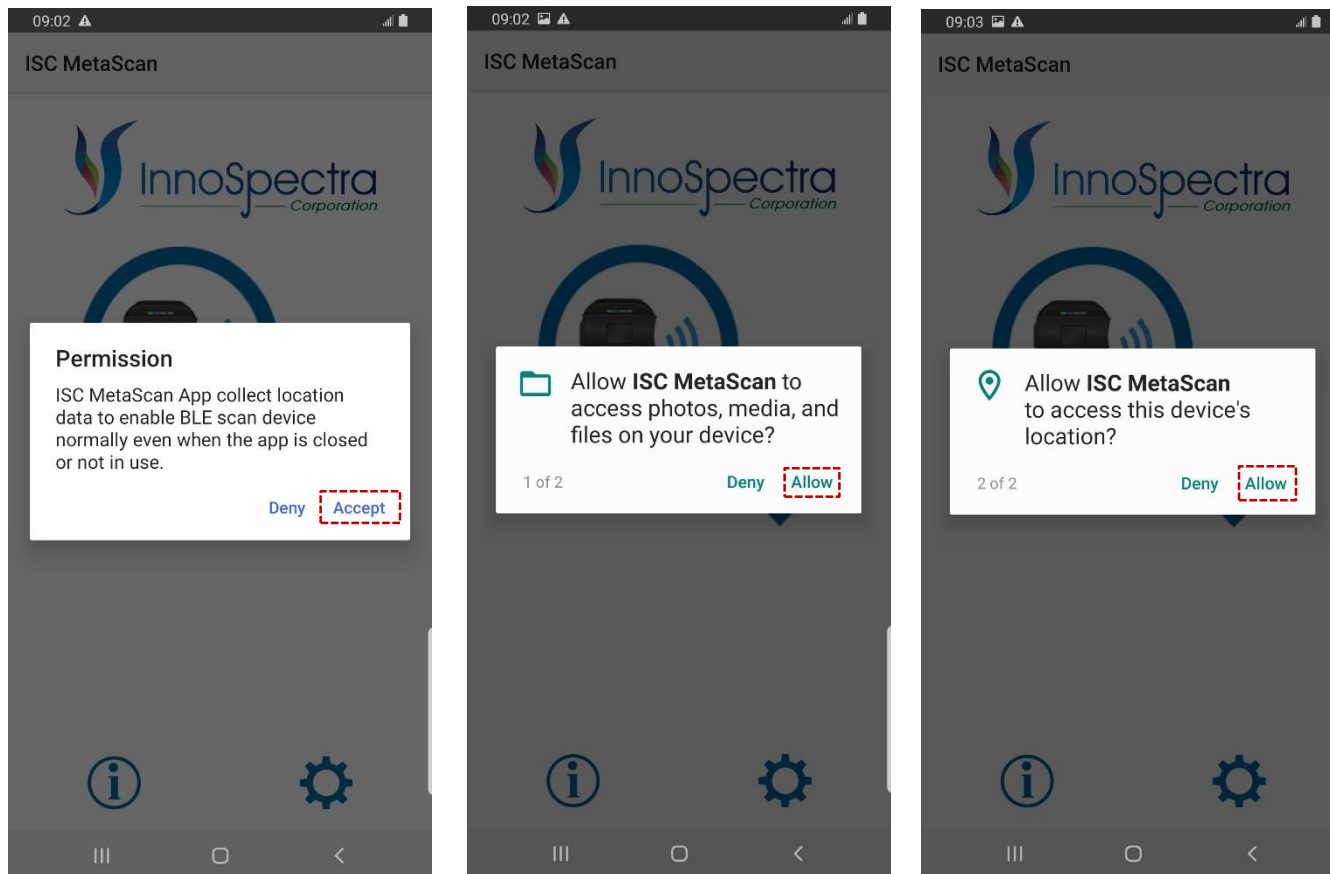 09:02
ISC MetaScan
InnoSpectra
Corporation
Permission
ISC MetaScan App collect location
data to enable BLE scan device
normally even when the app is closed
or not in use.
Deny Accept
09:02
ISC MetaScan
InnoSpectra
Corporation
Allow ISC MetaScan to
access photos, media, and
files on your device?
1 of 2 Deny Allow
09:03
ISC MetaScan
InnoSpectra
Corporation
Allow ISC MetaScan
to access this device's
location?
2 of 2 Deny Allow